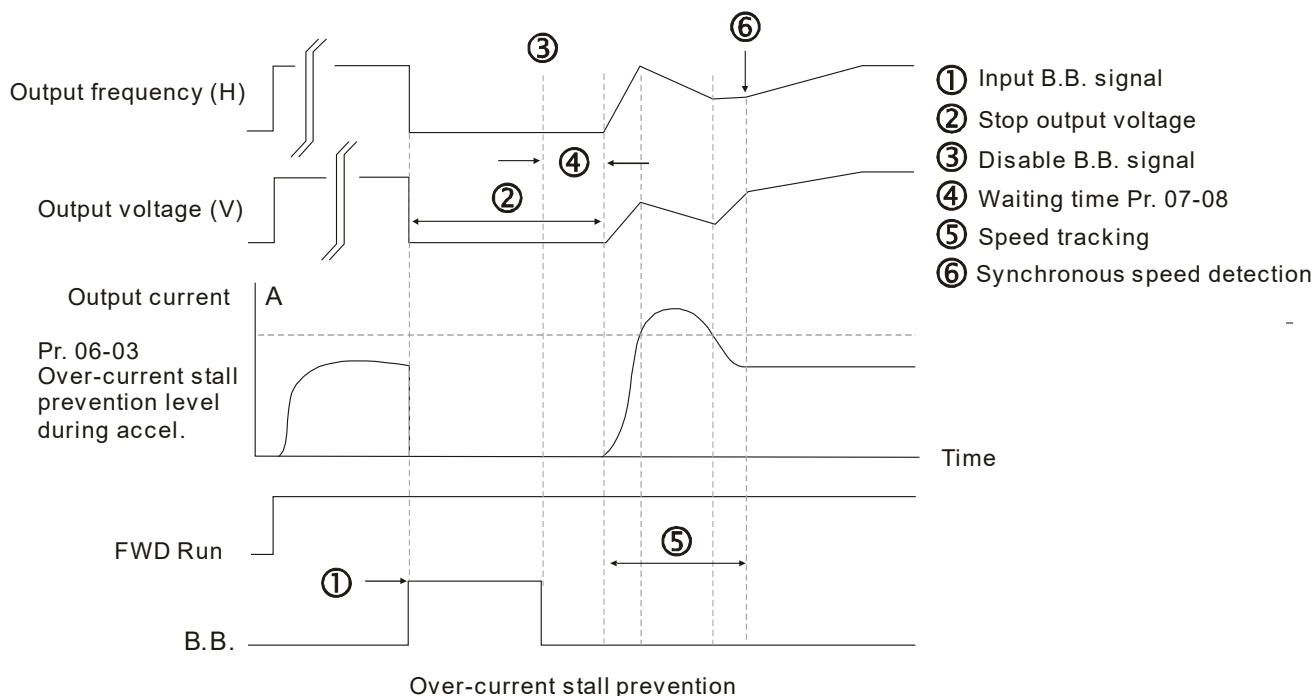 ⑥
③
Output frequency (H)
① Input B.B. signal
② Stop output voltage
③ Disable B.B. signal
④ Waiting time Pr. 07-08
⑤ Speed tracking
⑥ Synchronous speed detection
④
②
Output voltage (V)
Output current
A
Pr. 06-03
Over-current stall
prevention level
during accel.
Time
FWD Run
⑤
①
B.B.
Over-current stall prevention